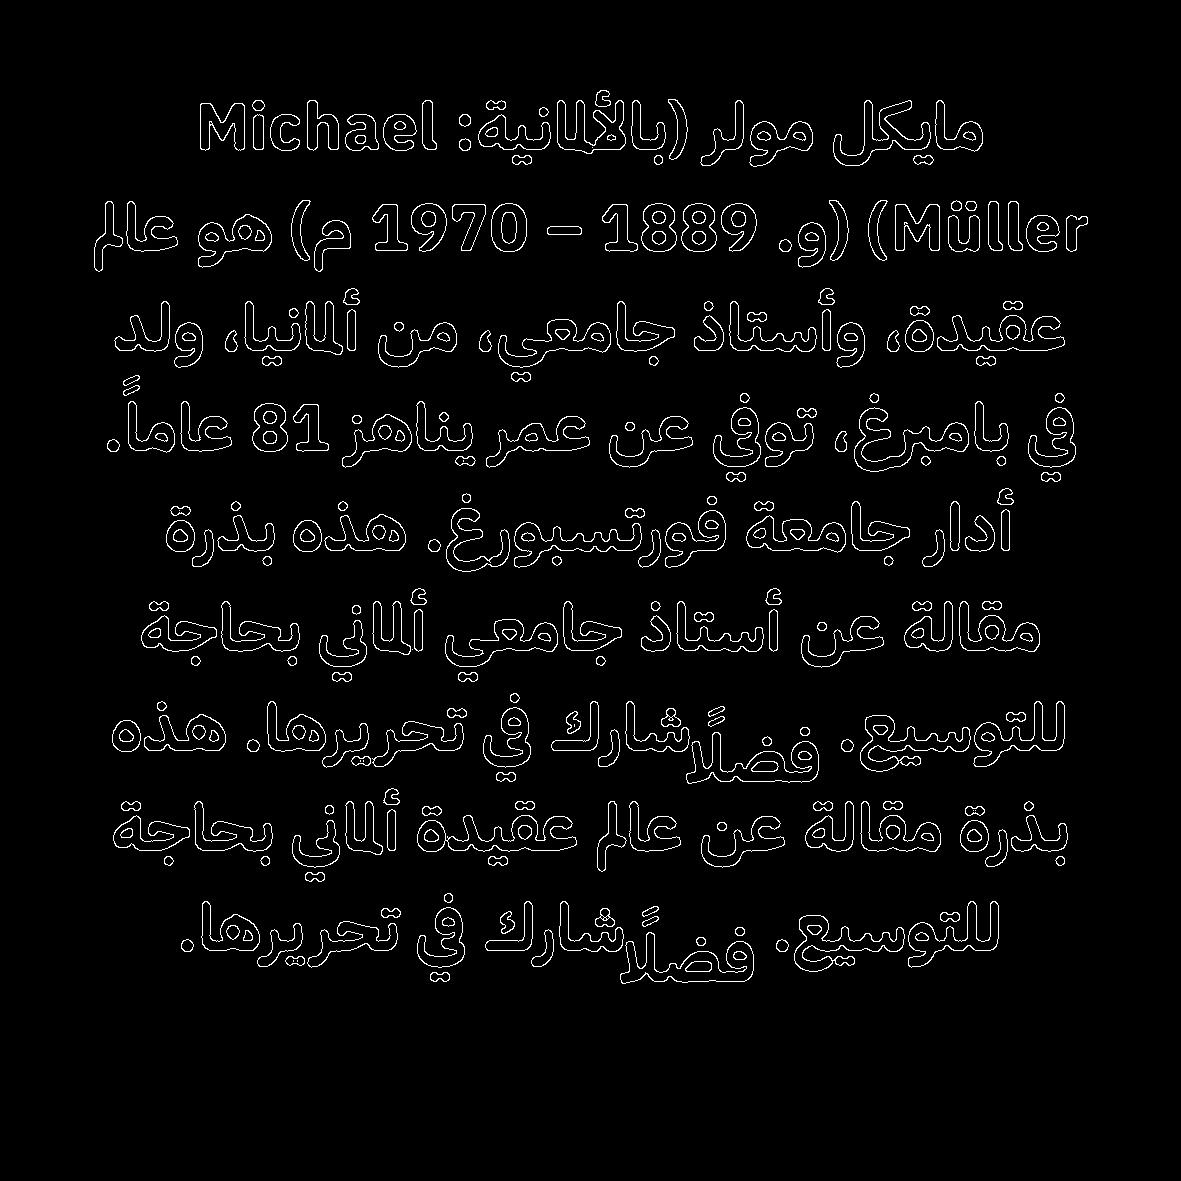 مايكل مولر (بالألمانية: Michael
Müller) (و. 1889 – 1970 م) هو عالم
عقيدة، وأستاذ جامعي، من ألمانيا، ولد
في بامبرغ، توفي عن عمر يناهز 81 عاماً.
أدار جامعة فورتسبورغ. هذه بذرة
مقالة عن أستاذ جامعي ألماني بحاجة
للتوسيع. فضلًا شارك في تحريرها. هذه
بذرة مقالة عن عالم عقيدة ألماني بحاجة
للتوسيع. فضلًا شارك في تحريرها.